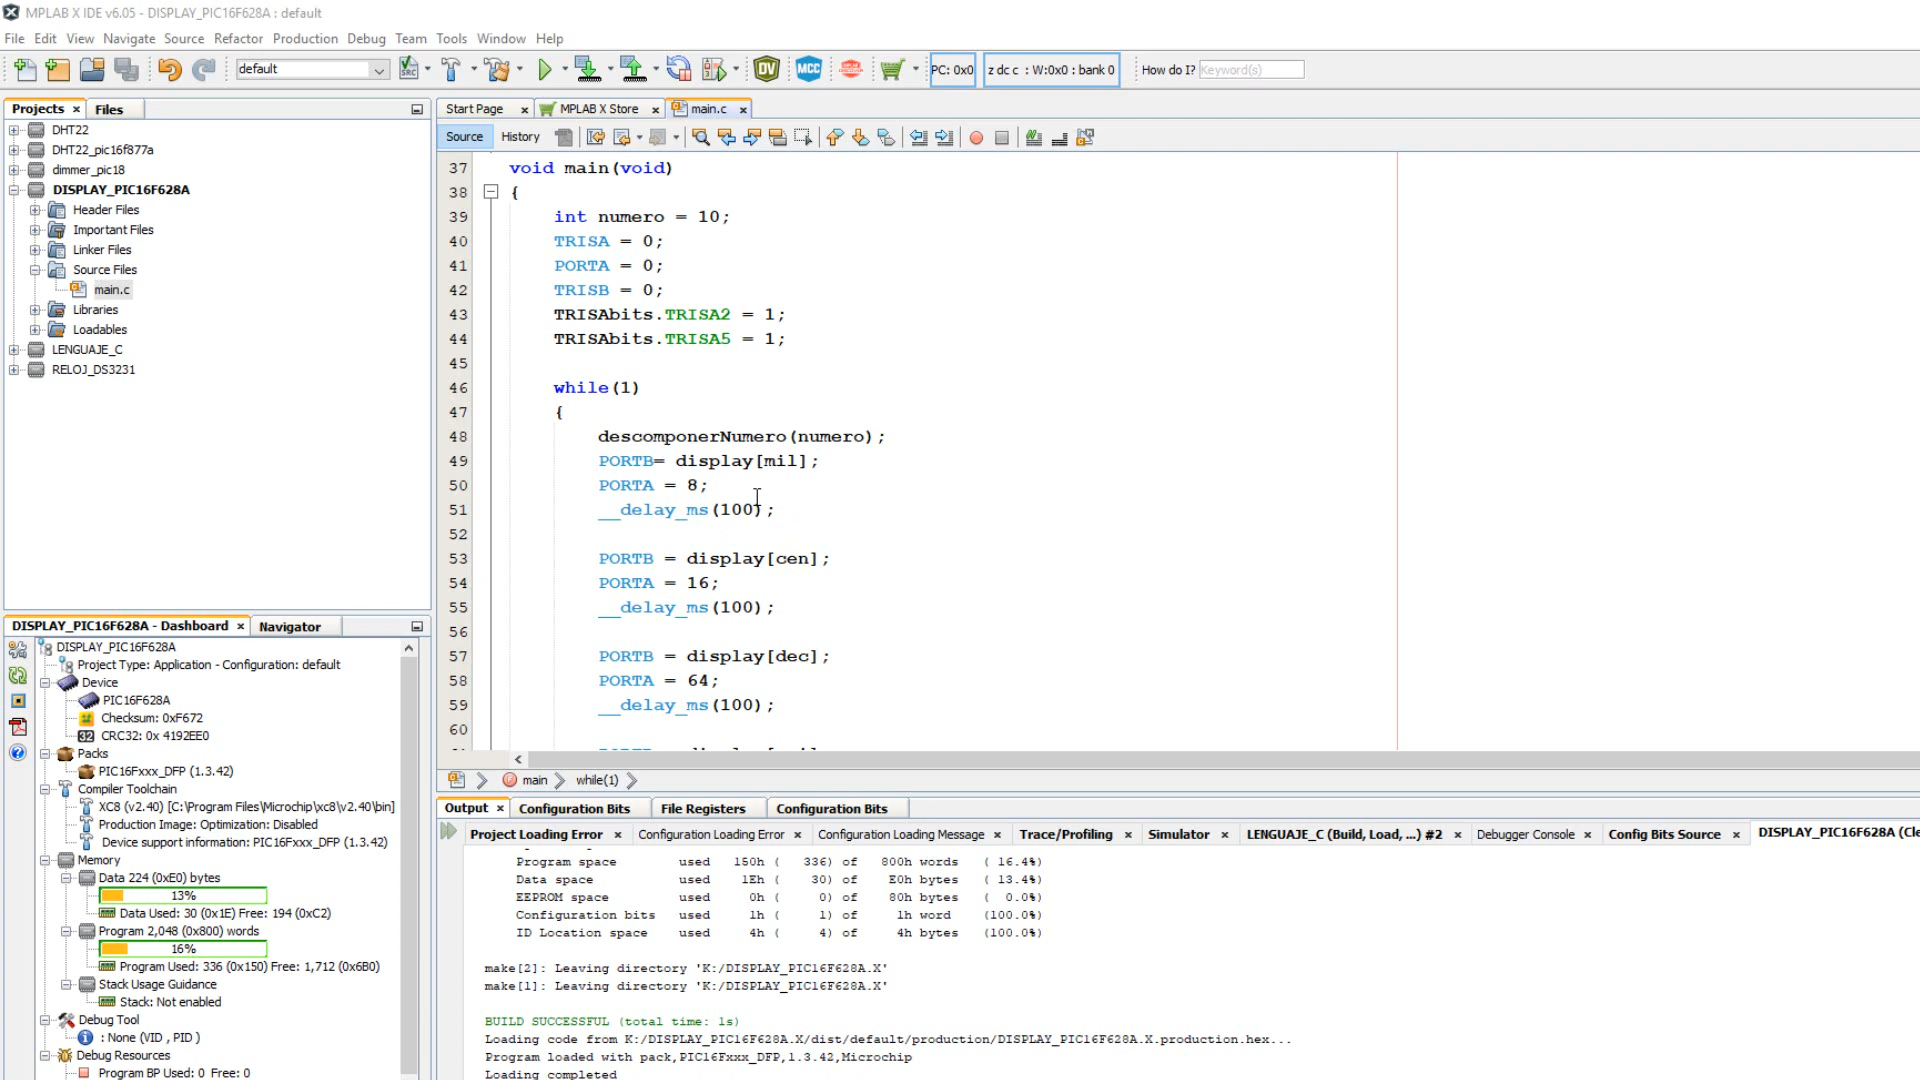 MPLAB X IDE v6.05 - DISPLAY_PIC16F628A : default
File Edit View Navigate Source Refactor Production Debug Team Tools Window Help
default
PC: 0x0
z dc c : W:0x0 : bank 0
How do I? Keyword(s)
Projects Files
DHT22
DHT22_pic16f877a
dimmer_pic18
DISPLAY_PIC16F628A
Header Files
Important Files
Linker Files
Source Files
main.c
Libraries
Loadables
LENGUAJE_C
RELOJ_DS3231
Start Page MPLAB X Store main.c
Source History
37 void main(void)
38 {
39 int numero = 10;
40 TRISA = 0;
41 PORTA = 0;
42 TRISB = 0;
43 TRISAbits.TRISA2 = 1;
44 TRISAbits.TRISA5 = 1;
45
46 while(1)
47 {
48 descomponerNumero(numero);
49 PORTB= display[mil];
50 PORTA = 8;
51 __delay_ms(100);
52
53 PORTB = display[cen];
54 PORTA = 16;
55 __delay_ms(100);
56
57 PORTB = display[dec];
58 PORTA = 64;
59 __delay_ms(100);
60
main while(1)
DISPLAY_PIC16F628A - Dashboard Navigator
DISPLAY_PIC16F628A
Project Type: Application - Configuration: default
Device
PIC16F628A
Checksum: 0xF672
CRC32: 0x 4192EE0
Packs
PIC16Fxxx_DFP (1.3.42)
Compiler Toolchain
XC8 (v2.40) [C:\Program Files\Microchip\xc8\v2.40\bin]
Production Image: Optimization: Disabled
Device support information: PIC16Fxxx_DFP (1.3.42)
Memory
Data 224 (0xE0) bytes
13%
Data Used: 30 (0x1E) Free: 194 (0xC2)
Program 2,048 (0x800) words
16%
Program Used: 336 (0x150) Free: 1,712 (0x6B0)
Stack Usage Guidance
Stack: Not enabled
Debug Tool
: None (VID , PID )
Debug Resources
Program BP Used: 0 Free: 0
Output Configuration Bits File Registers Configuration Bits
Project Loading Error Configuration Loading Error Configuration Loading Message Trace/Profiling Simulator LENGUAJE_C (Build, Load, ...) #2 Debugger Console Config Bits Source DISPLAY_PIC16F628A (Cle
Program space used 150h ( 336) of 800h words ( 16.4%)
Data space used 1Eh ( 30) of E0h bytes ( 13.4%)
EEPROM space used 0h ( 0) of 80h bytes ( 0.0%)
Configuration bits used 1h ( 1) of 1h word (100.0%)
ID Location space used 4h ( 4) of 4h bytes (100.0%)
make[2]: Leaving directory 'K:/DISPLAY_PIC16F628A.X'
make[1]: Leaving directory 'K:/DISPLAY_PIC16F628A.X'
BUILD SUCCESSFUL (total time: 1s)
Loading code from K:/DISPLAY_PIC16F628A.X/dist/default/production/DISPLAY_PIC16F628A.X.production.hex...
Program loaded with pack,PIC16Fxxx_DFP,1.3.42,Microchip
Loading completed